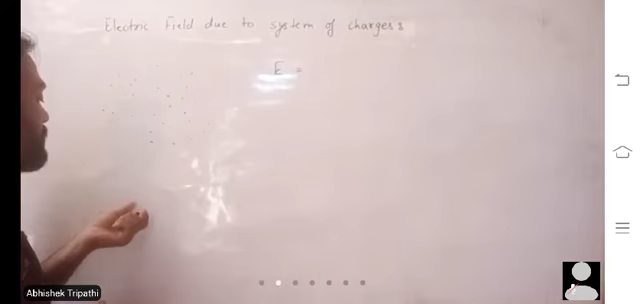 Electric Field due to system of charges :
E =
Abhishek Tripathi